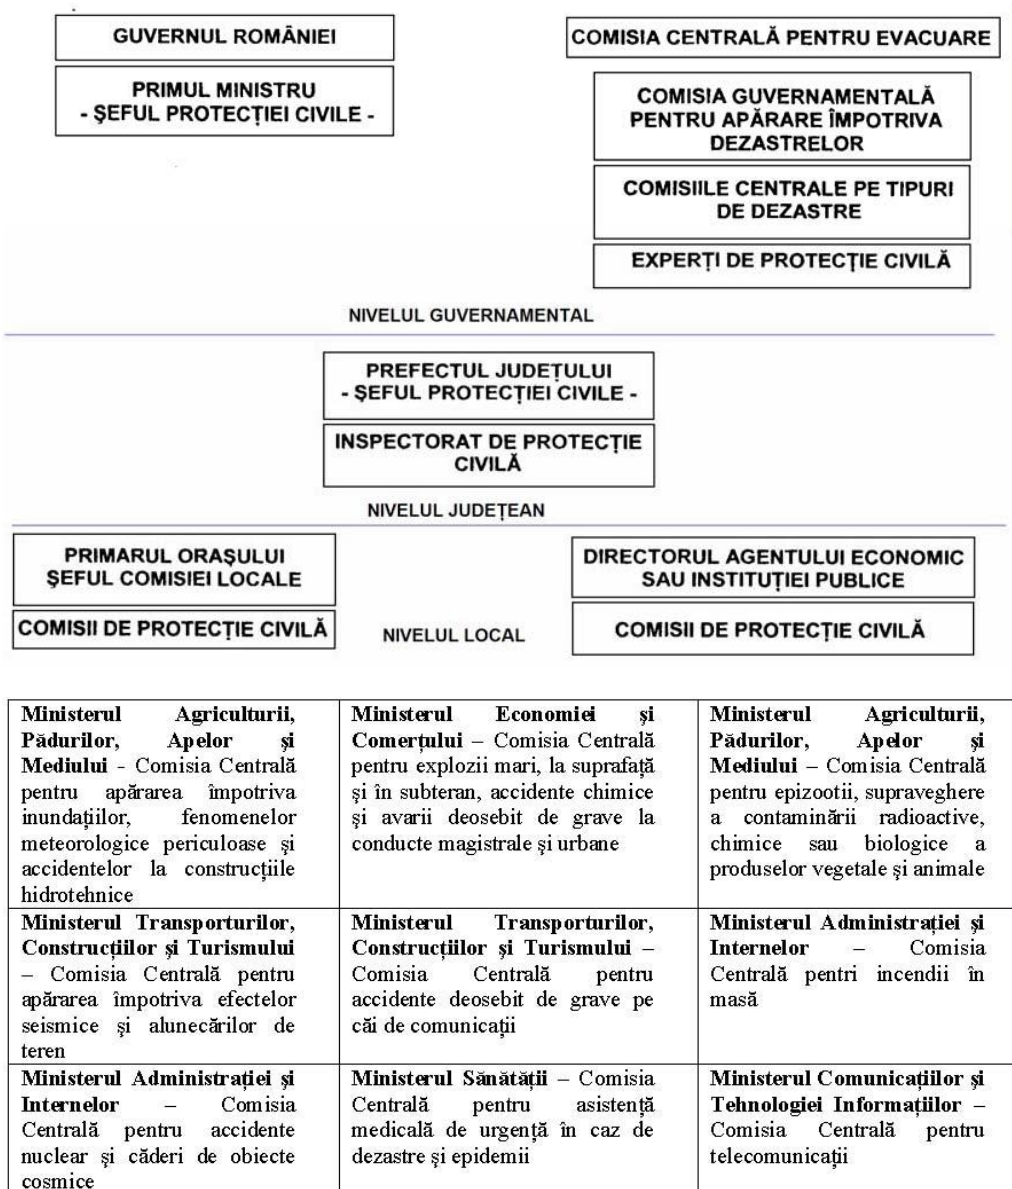 GUVERNUL ROMÂNIEI
PRIMUL MINISTRU
- ŞEFUL PROTECŢIEI CIVILE -
COMISIA CENTRALĂ PENTRU EVACUARE
COMISIA GUVERNAMENTALĂ
PENTRU APĂRARE ÎMPOTRIVA
DEZASTRELOR
COMISIILE CENTRALE PE TIPURI
DE DEZASTRE
EXPERŢI DE PROTECŢIE CIVILĂ
NIVELUL GUVERNAMENTAL
PREFECTUL JUDEŢULUI
- ŞEFUL PROTECŢIEI CIVILE -
INSPECTORAT DE PROTECŢIE
CIVILĂ
NIVELUL JUDEŢEAN
PRIMARUL ORAŞULUI
ŞEFUL COMISIEI LOCALE
COMISII DE PROTECŢIE CIVILĂ
NIVELUL LOCAL
DIRECTORUL AGENTULUI ECONOMIC
SAU INSTITUŢIEI PUBLICE
COMISII DE PROTECŢIE CIVILĂ
Ministerul Agriculturii,
Pădurilor, Apelor şi
Mediului - Comisia Centrală
pentru apărarea împotriva
inundaţiilor, fenomenelor
meteorologice periculoase şi
accidentelor la construcţiile
hidrotehnice
Ministerul Economiei şi
Comerţului – Comisia Centrală
pentru explozii mari, la suprafaţă
şi în subteran, accidente chimice
şi avarii deosebit de grave la
conducte magistrale şi urbane
Ministerul Agriculturii,
Pădurilor, Apelor şi
Mediului – Comisia Centrală
pentru epizootii, supraveghere
a contaminării radioactive,
chimice sau biologice a
produselor vegetale şi animale
Ministerul Transporturilor,
Construcţiilor şi Turismului
– Comisia Centrală pentru
apărarea împotriva efectelor
seismice şi alunecărilor de
teren
Ministerul Transporturilor,
Construcţiilor şi Turismului –
Comisia Centrală pentru
accidente deosebit de grave pe
căi de comunicaţii
Ministerul Administraţiei şi
Internelor – Comisia
Centrală pentri incendii în
masă
Ministerul Administraţiei şi
Internelor – Comisia
Centrală pentru accidente
nuclear şi căderi de obiecte
cosmice
Ministerul Sănătăţii – Comisia
Centrală pentru asistenţă
medicală de urgenţă în caz de
dezastre şi epidemii
Ministerul Comunicaţiilor şi
Tehnologiei Informaţiilor –
Comisia Centrală pentru
telecomunicaţii